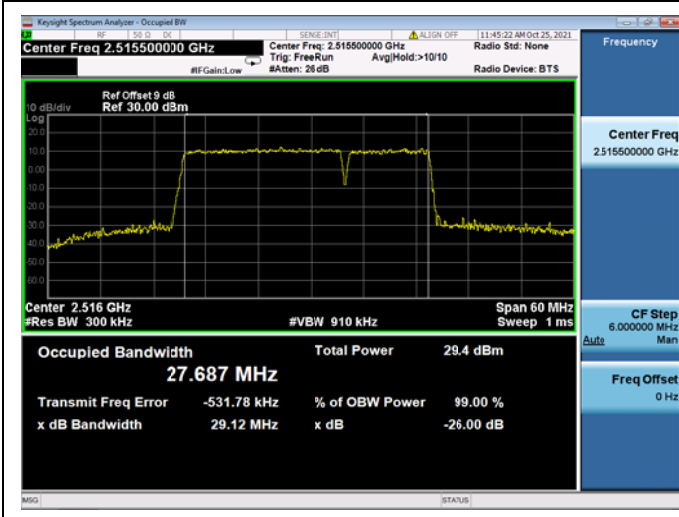 Keysight Spectrum Analyzer - Occupied BW
RF 50 Ω DC SENSE:INT ALIGN OFF 11:45:22 AM Oct 25, 2021
Center Freq 2.515500000 GHz
Center Freq: 2.515500000 GHz
Radio Std: None
Trig: FreeRun Avg|Hold:>10/10
#IFGain:Low
#Atten: 26 dB
Radio Device: BTS
Ref Offset 9 dB
10 dB/div Ref 30.00 dBm
Log
20.0
10.0
0.00
-10.0
-20.0
-30.0
-40.0
-50.0
-60.0
Center 2.516 GHz Span 60 MHz
#Res BW 300 kHz #VBW 910 kHz Sweep 1 ms
Occupied Bandwidth Total Power 29.4 dBm
27.687 MHz
Transmit Freq Error -531.78 kHz % of OBW Power 99.00 %
x dB Bandwidth 29.12 MHz x dB -26.00 dB
MSG STATUS
Frequency
Center Freq
2.515500000 GHz
CF Step
6.000000 MHz
Auto Man
Freq Offset
0 Hz